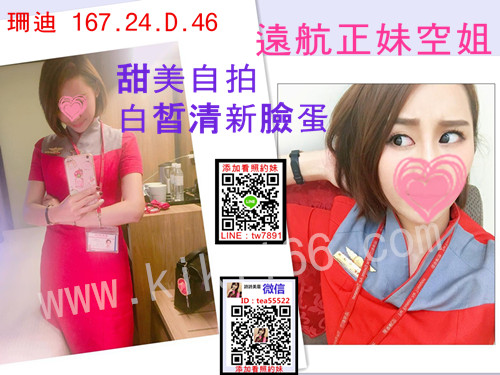 珊迪 167.24.D.46
遠航正妹空姐
甜美自拍
白皙清新臉蛋
添加看照約妹
LINE
LINE：tw7891
微信
ID：tea55522
添加看照約妹